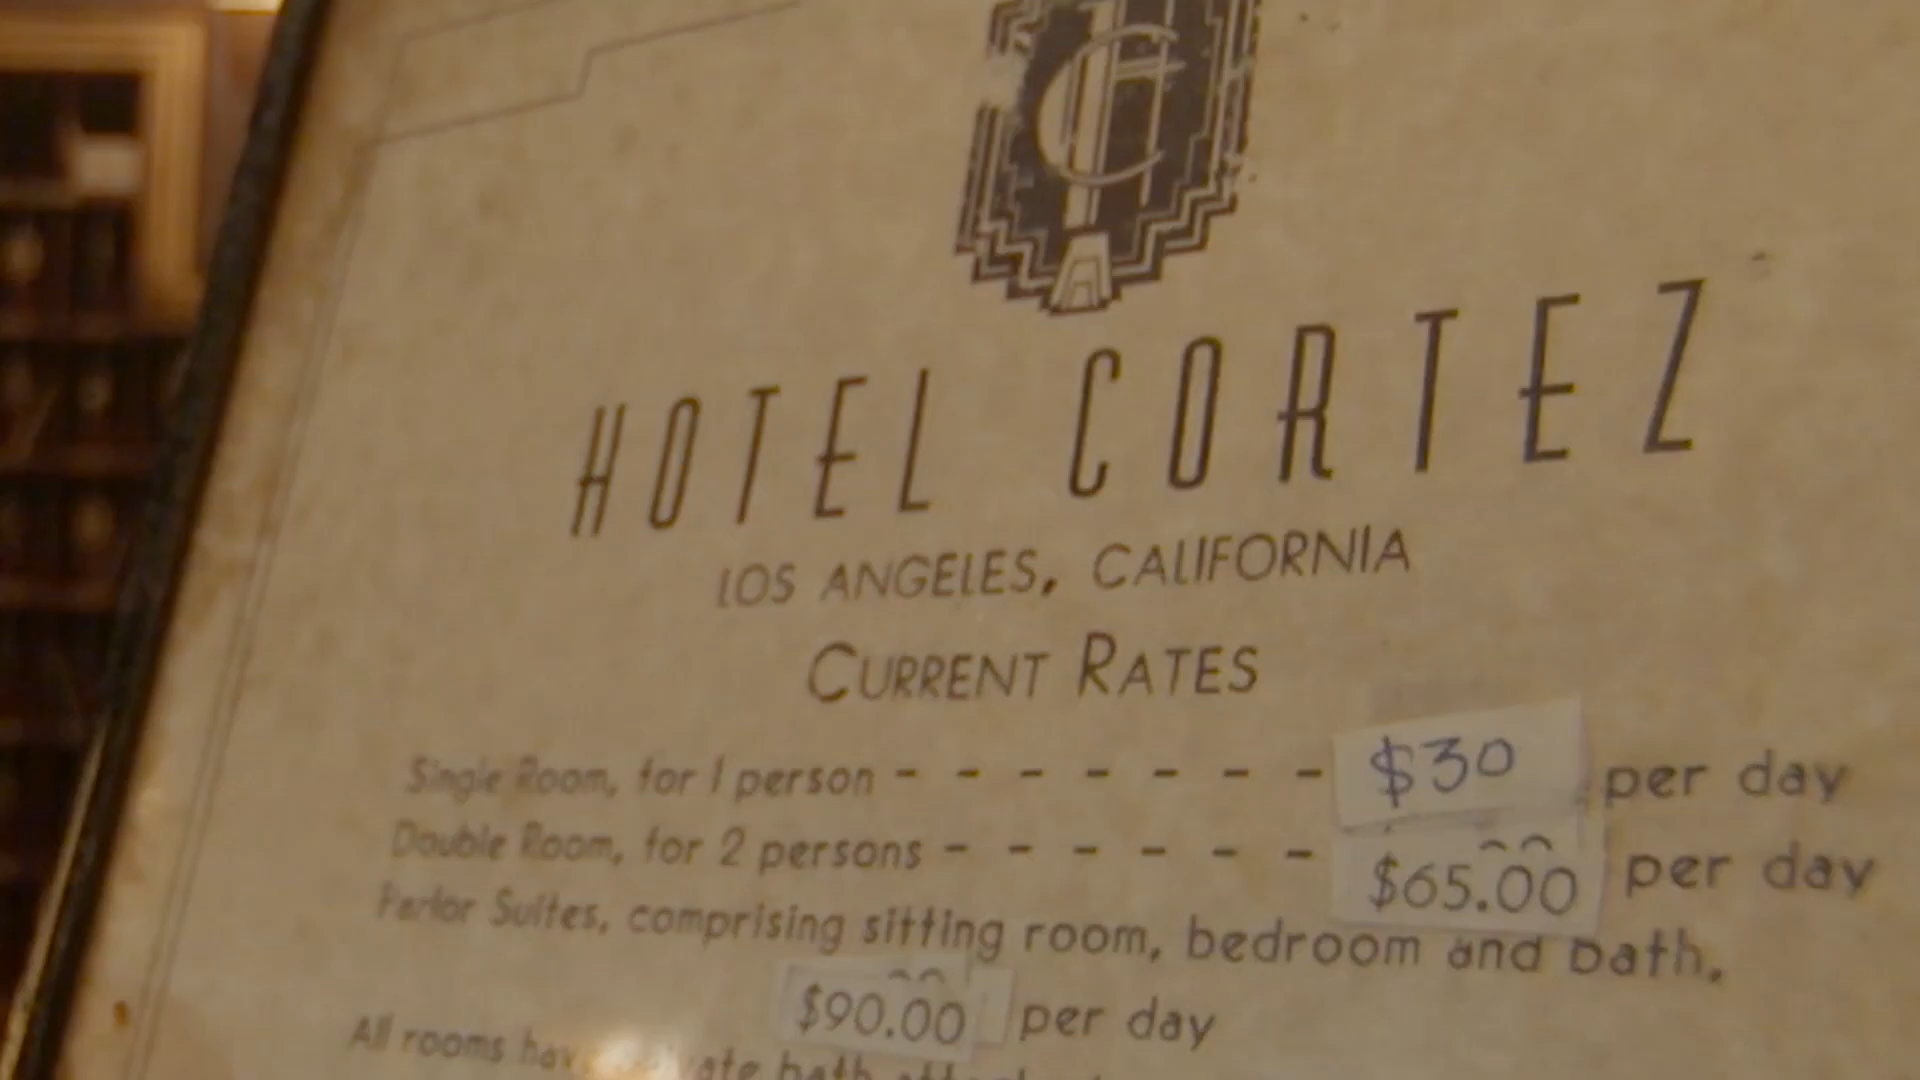 HOTEL CORTEZ
LOS ANGELES, CALIFORNIA
CURRENT RATES
Single Room, for 1 person - - - - - - - $30 per day
Double Room, for 2 persons - - - - - - $65.00 per day
Parlor Suites, comprising sitting room, bedroom and bath,
$90.00 per day
All rooms bath